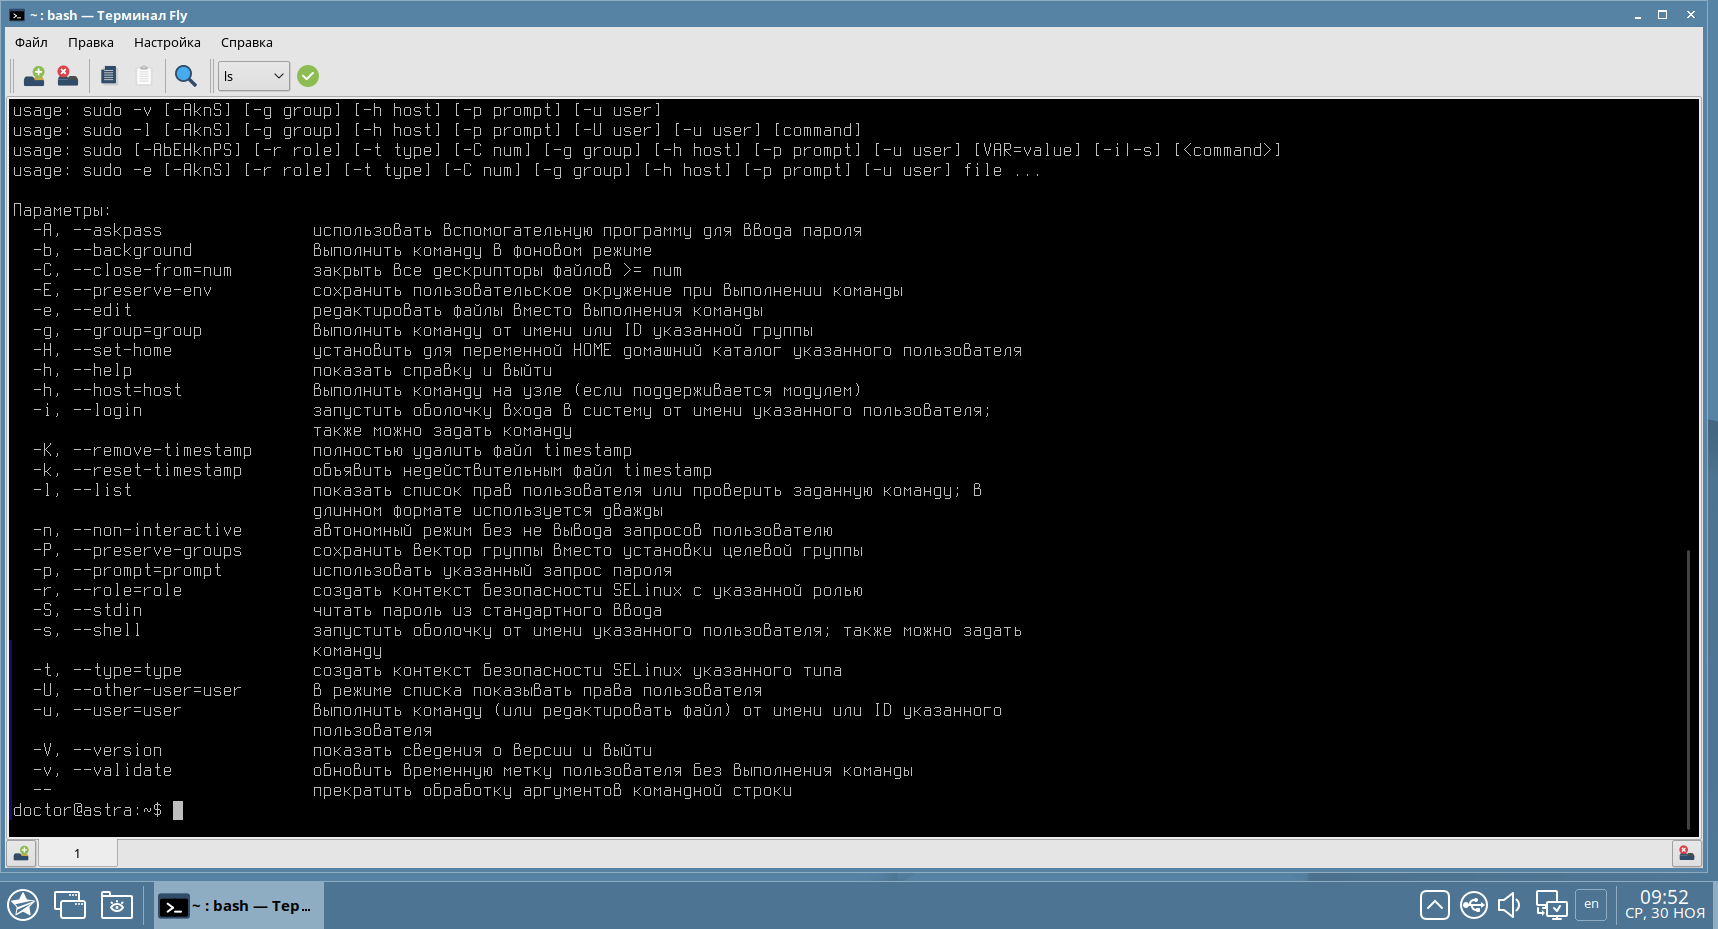 ~ : bash — Терминал Fly
Файл Правка Настройка Справка
ls
usage: sudo -v [-AknS] [-g group] [-h host] [-p prompt] [-u user]
usage: sudo -l [-AknS] [-g group] [-h host] [-p prompt] [-U user] [-u user] [command]
usage: sudo [-AbEHknPS] [-r role] [-t type] [-C num] [-g group] [-h host] [-p prompt] [-u user] [VAR=value] [-i|-s] [<command>]
usage: sudo -e [-AknS] [-r role] [-t type] [-C num] [-g group] [-h host] [-p prompt] [-u user] file ...
Параметры:
-A, --askpass использовать вспомогательную программу для ввода пароля
-b, --background выполнить команду в фоновом режиме
-C, --close-from=num закрыть все дескрипторы файлов >= num
-E, --preserve-env сохранить пользовательское окружение при выполнении команды
-e, --edit редактировать файлы вместо выполнения команды
-g, --group=group выполнить команду от имени или ID указанной группы
-H, --set-home установить для переменной HOME домашний каталог указанного пользователя
-h, --help показать справку и выйти
-h, --host=host выполнить команду на узле (если поддерживается модулем)
-i, --login запустить оболочку входа в систему от имени указанного пользователя;
также можно задать команду
-K, --remove-timestamp полностью удалить файл timestamp
-k, --reset-timestamp объявить недействительным файл timestamp
-l, --list показать список прав пользователя или проверить заданную команду; в
длинном формате используется дважды
-n, --non-interactive автономный режим без не вывода запросов пользователю
-P, --preserve-groups сохранить вектор группы вместо установки целевой группы
-p, --prompt=prompt использовать указанный запрос пароля
-r, --role=role создать контекст безопасности SELinux с указанной ролью
-S, --stdin читать пароль из стандартного ввода
-s, --shell запустить оболочку от имени указанного пользователя; также можно задать
команду
-t, --type=type создать контекст безопасности SELinux указанного типа
-U, --other-user=user в режиме списка показывать права пользователя
-u, --user=user выполнить команду (или редактировать файл) от имени или ID указанного
пользователя
-V, --version показать сведения о версии и выйти
-v, --validate обновить временную метку пользователя без выполнения команды
-- прекратить обработку аргументов командной строки
doctor@astra:~$
1
~ : bash — Тер...
en
09:52
СР, 30 НОЯ